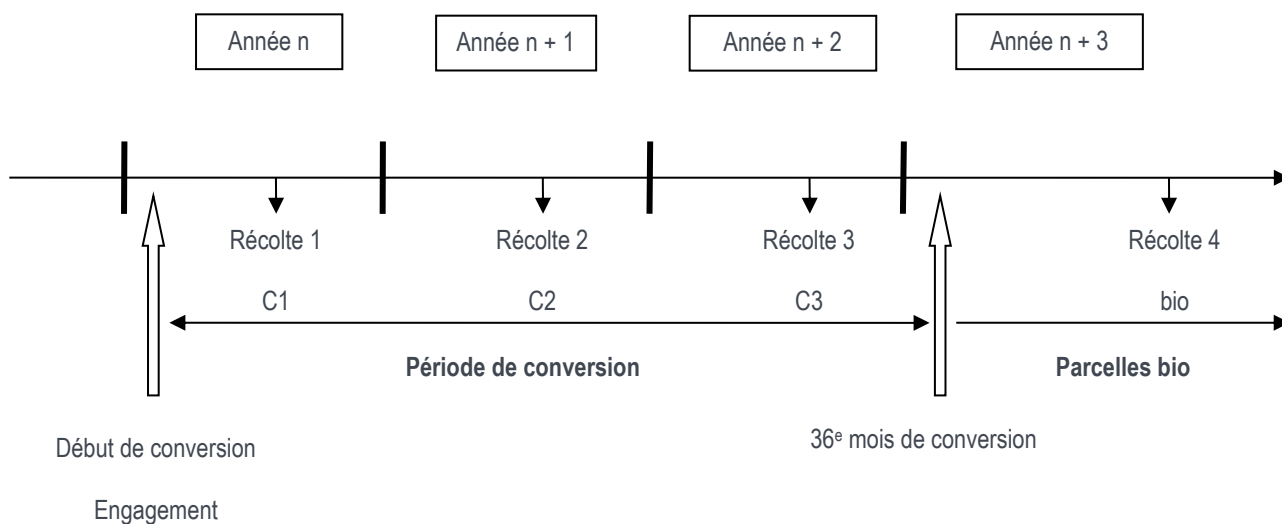 Année n
Année n + 1
Année n + 2
Année n + 3
Récolte 1
Récolte 2
Récolte 3
Récolte 4
C1
C2
C3
bio
Période de conversion
Parcelles bio
Début de conversion
36e mois de conversion
Engagement